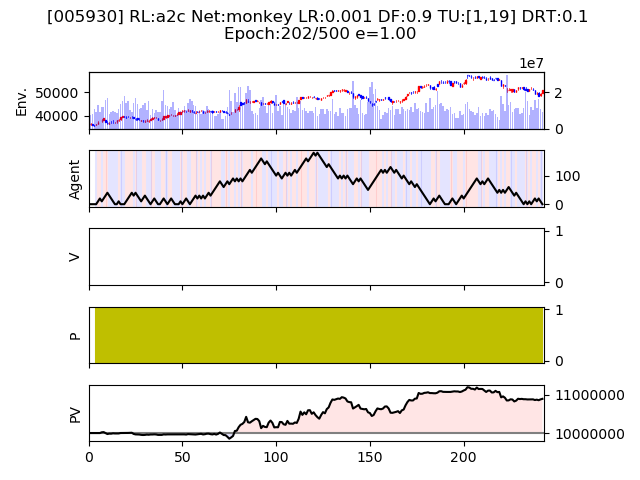 [005930] RL:a2c Net:monkey LR:0.001 DF:0.9 TU:[1,19] DRT:0.1
Epoch:202/500 e=1.00
1e7
Env.
50000
40000
2
0
Agent
100
0
V
1
0
P
1
0
PV
11000000
10000000
0 50 100 150 200